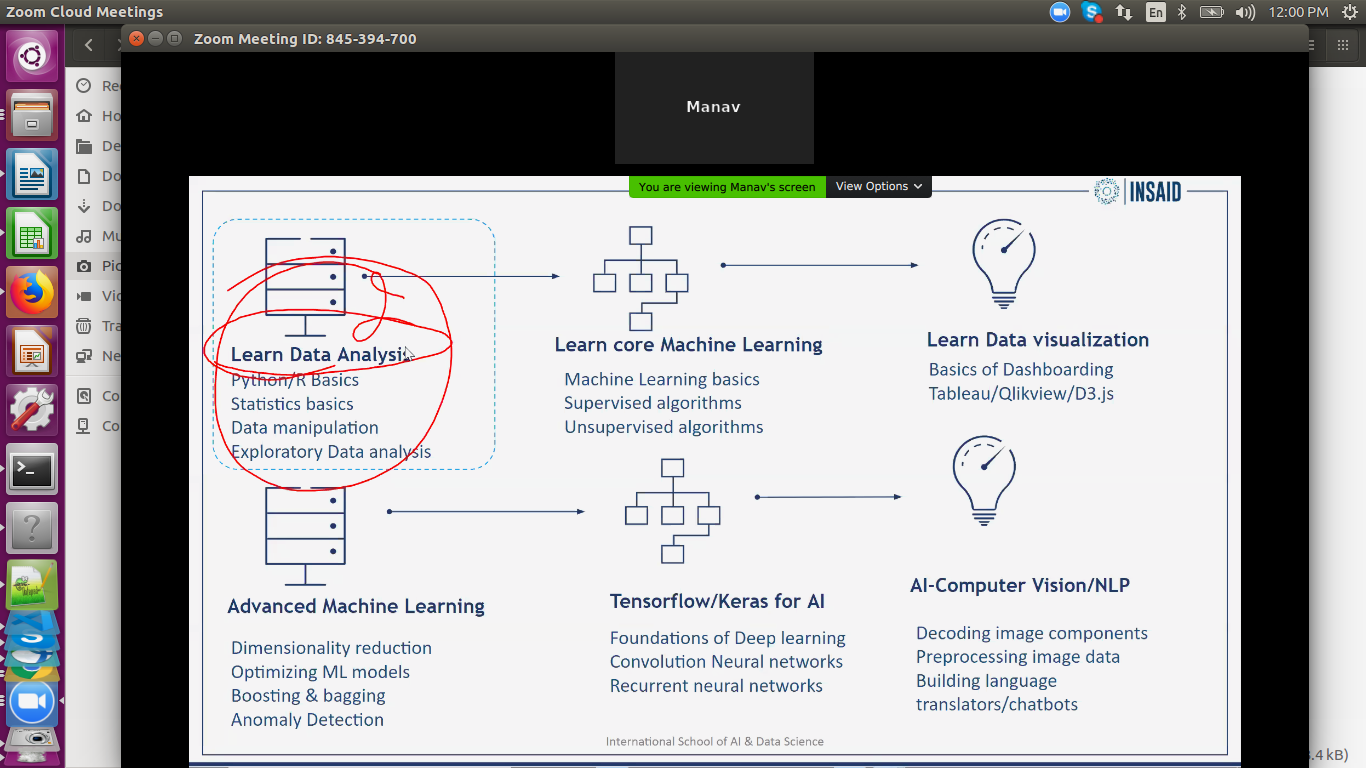 Zoom Cloud Meetings
En
12:00 PM
Zoom Meeting ID: 845-394-700
Manav
You are viewing Manav's screen
View Options
INSAID
Learn Data Analysis
Python/R Basics
Statistics basics
Data manipulation
Exploratory Data analysis
Learn core Machine Learning
Machine Learning basics
Supervised algorithms
Unsupervised algorithms
Learn Data visualization
Basics of Dashboarding
Tableau/Qlikview/D3.js
Advanced Machine Learning
Dimensionality reduction
Optimizing ML models
Boosting & bagging
Anomaly Detection
Tensorflow/Keras for AI
Foundations of Deep learning
Convolution Neural networks
Recurrent neural networks
AI-Computer Vision/NLP
Decoding image components
Preprocessing image data
Building language
translators/chatbots
International School of AI & Data Science
Re
Ho
De
Do
Do
Mu
Pic
Vid
Tra
Ne
Co
Co
.4 kB)